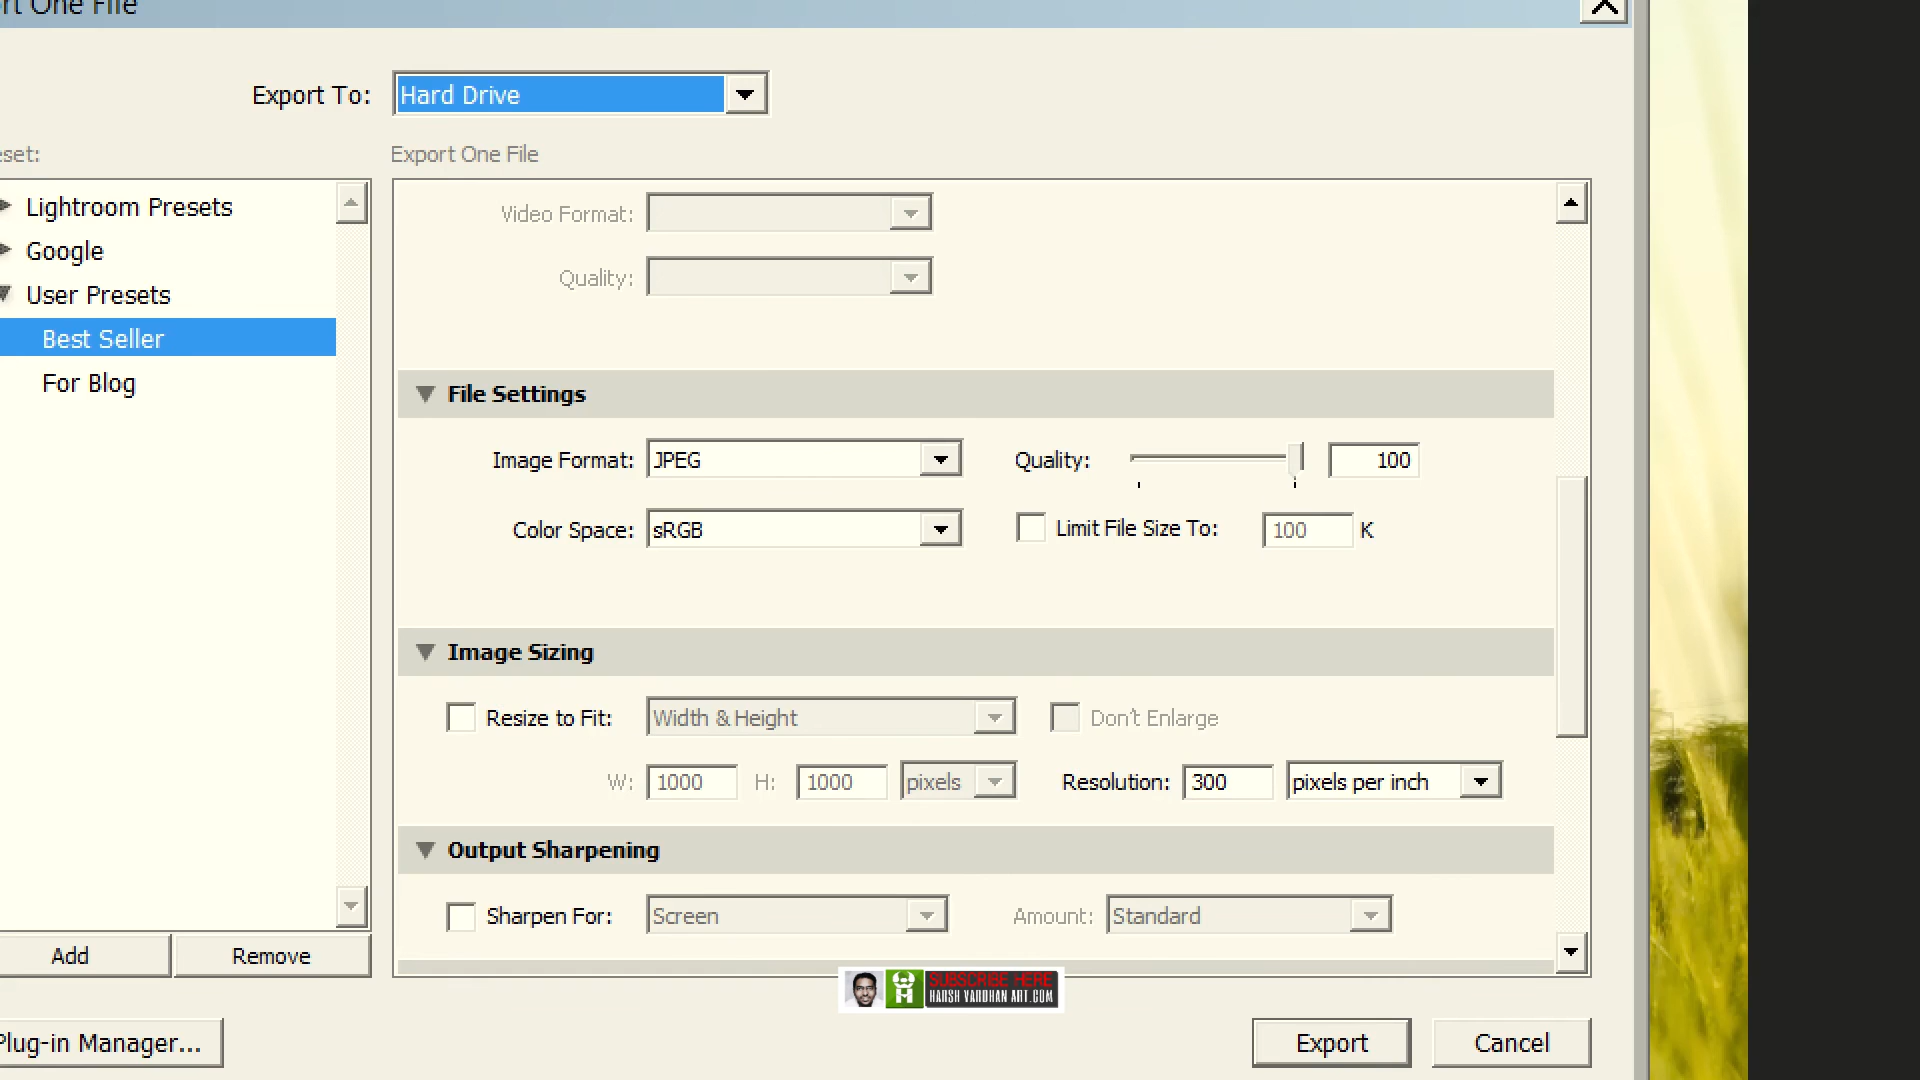 rt One File
Export To: Hard Drive
eset:
Export One File
Lightroom Presets
Google
User Presets
Best Seller
For Blog
Add
Remove
Video Format:
Quality:
File Settings
Image Format: JPEG
Quality: 100
Color Space: sRGB
Limit File Size To: 100 K
Image Sizing
Resize to Fit: Width & Height
Don't Enlarge
W: 1000 H: 1000 pixels
Resolution: 300 pixels per inch
Output Sharpening
Sharpen For: Screen
Amount: Standard
SUBSCRIBE HERE
HARSH VARDHAN ART.COM
Plug-in Manager...
Export
Cancel